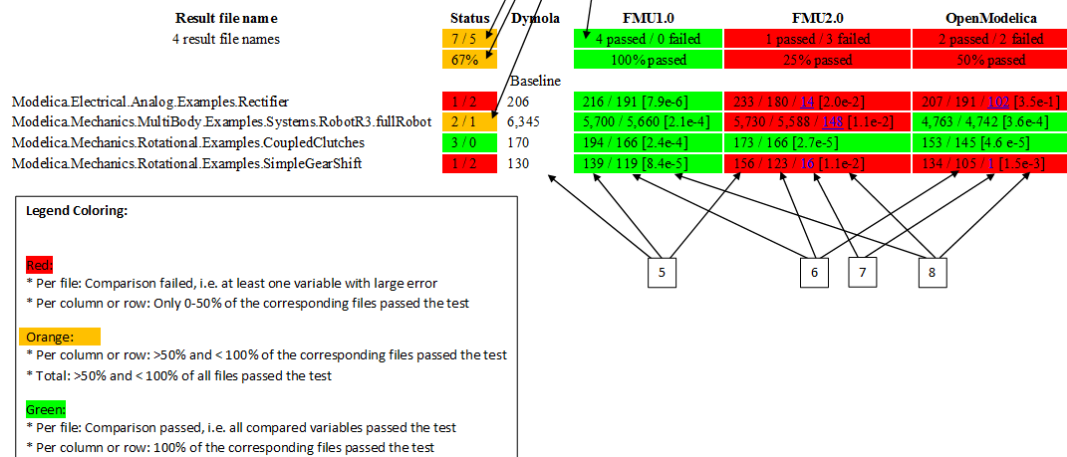 Result file name Status Dymola FMU1.0 FMU2.0 OpenModelica
4 result file names 7 / 5 4 passed / 0 failed 1 passed / 3 failed 2 passed / 2 failed
67% 100% passed 25% passed 50% passed
Baseline
Modelica.Electrical.Analog.Examples.Rectifier 1 / 2 206 216 / 191 [7.9e-6] 233 / 180 / 14 [2.0e-2] 207 / 191 / 102 [3.5e-1]
Modelica.Mechanics.MultiBody.Examples.Systems.RobotR3.fullRobot 2 / 1 6,345 5,700 / 5,660 [2.1e-4] 5,730 / 5,588 / 148 [1.1e-2] 4,763 / 4,742 [3.6e-4]
Modelica.Mechanics.Rotational.Examples.CoupledClutches 3 / 0 170 194 / 166 [2.4e-4] 173 / 166 [2.7e-5] 153 / 145 [4.6 e-5]
Modelica.Mechanics.Rotational.Examples.SimpleGearShift 1 / 2 130 139 / 119 [8.4e-5] 156 / 123 / 16 [1.1e-2] 134 / 105 / 1 [1.5e-3]
5 6 7 8
Legend Coloring:
Red:
* Per file: Comparison failed, i.e. at least one variable with large error
* Per column or row: Only 0-50% of the corresponding files passed the test
Orange:
* Per column or row: >50% and < 100% of the corresponding files passed the test
* Total: >50% and < 100% of all files passed the test
Green:
* Per file: Comparison passed, i.e. all compared variables passed the test
* Per column or row: 100% of the corresponding files passed the test